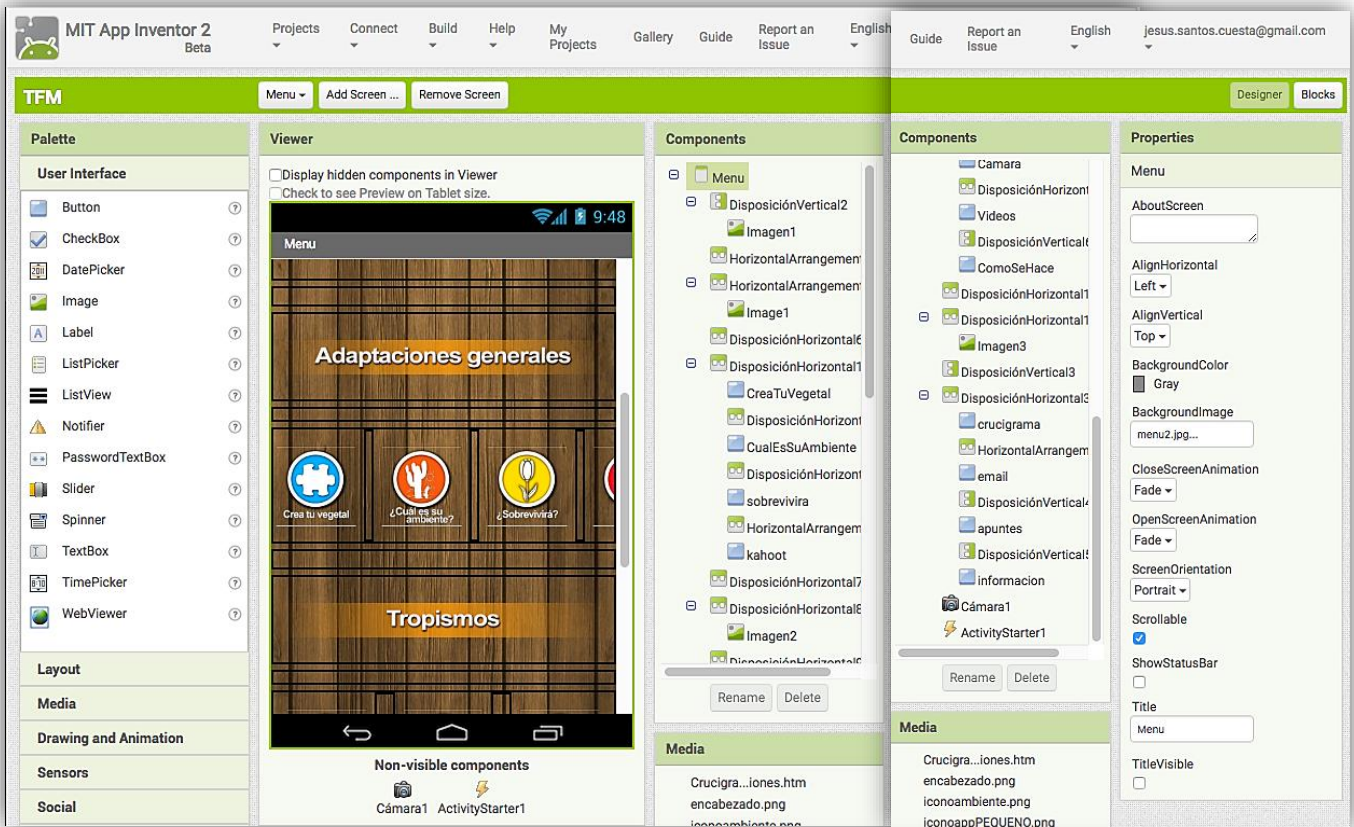 MIT App Inventor 2
Beta
Projects
Connect
Build
Help
My
Projects
Gallery
Guide
Report an
Issue
English
TFM
Menu
Add Screen ...
Remove Screen
Palette
User Interface
Button
CheckBox
DatePicker
Image
Label
ListPicker
ListView
Notifier
PasswordTextBox
Slider
Spinner
TextBox
TimePicker
WebViewer
Layout
Media
Drawing and Animation
Sensors
Social
Viewer
Display hidden components in Viewer
Check to see Preview on Tablet size.
9:48
Menu
Adaptaciones generales
Crea tu vegetal
¿Cuál es su
ambiente?
¿Sobrevivirá?
Tropismos
Non-visible components
Cámara1
ActivityStarter1
Components
Menu
DisposiciónVertical2
Imagen1
HorizontalArrangemen
HorizontalArrangemen
Image1
DisposiciónHorizontal6
DisposiciónHorizontal1
CreaTuVegetal
DisposiciónHorizont
CualEsSuAmbiente
DisposiciónHorizont
sobrevivira
HorizontalArrangem
kahoot
DisposiciónHorizontal7
DisposiciónHorizontal8
Imagen2
DisposiciónHorizontal9
Rename
Delete
Media
Crucigra...iones.htm
encabezado.png
iconoambiente.png
Guide
Report an
Issue
English
jesus.santos.cuesta@gmail.com
Designer
Blocks
Components
Camara
DisposiciónHorizont
Videos
DisposiciónVertical6
ComoSeHace
DisposiciónHorizontal1
DisposiciónHorizontal1
Imagen3
DisposiciónVertical3
DisposiciónHorizontal3
crucigrama
HorizontalArrangem
email
DisposiciónVertical4
apuntes
DisposiciónVertical5
informacion
Cámara1
ActivityStarter1
Rename
Delete
Media
Crucigra...iones.htm
encabezado.png
iconoambiente.png
iconoappPEQUENO.png
Properties
Menu
AboutScreen
AlignHorizontal
Left
AlignVertical
Top
BackgroundColor
Gray
BackgroundImage
menu2.jpg...
CloseScreenAnimation
Fade
OpenScreenAnimation
Fade
ScreenOrientation
Portrait
Scrollable
ShowStatusBar
Title
Menu
TitleVisible